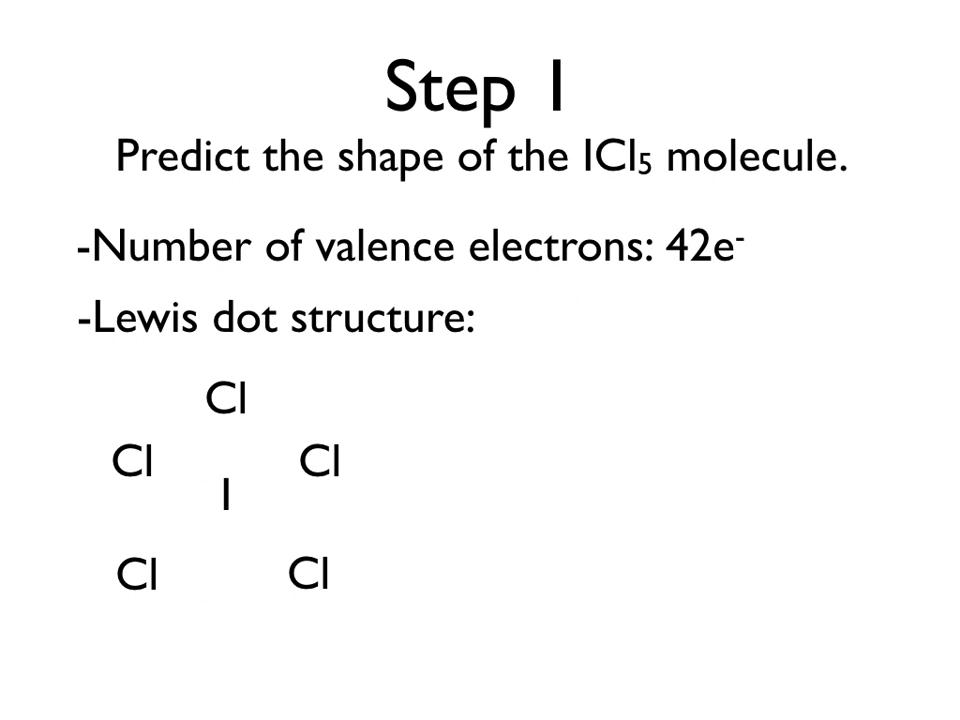 Step 1
Predict the shape of the ICl₅ molecule.
-Number of valence electrons: 42e⁻
-Lewis dot structure:
Cl
Cl Cl
I
Cl Cl